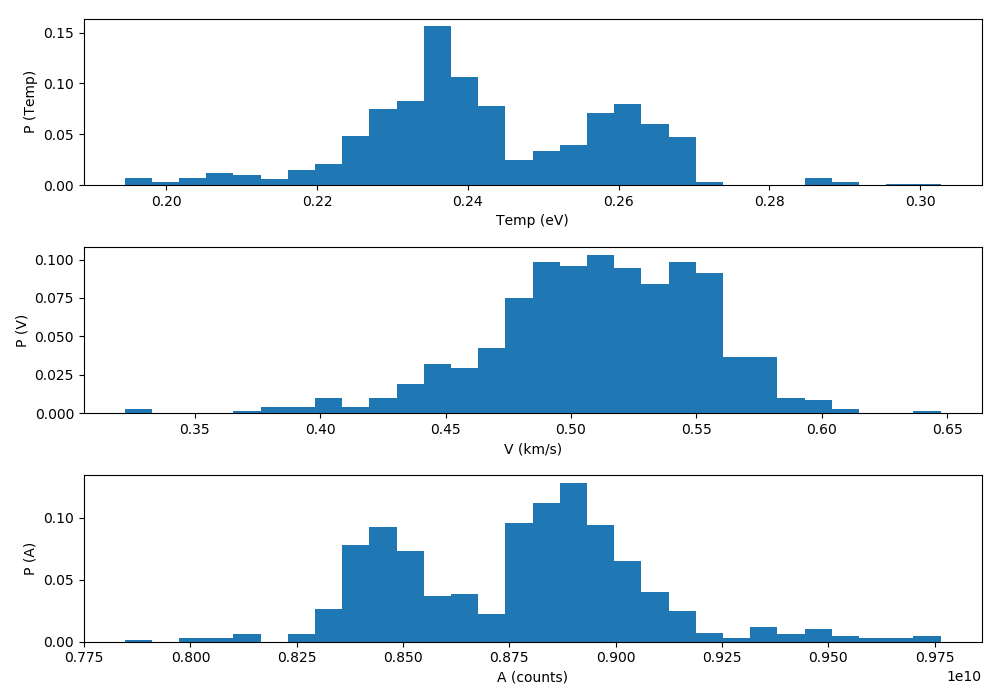 0.15
0.10
0.05
0.00
P (Temp)
0.20 0.22 0.24 0.26 0.28 0.30
Temp (eV)
0.100
0.075
0.050
0.025
0.000
P (V)
0.35 0.40 0.45 0.50 0.55 0.60 0.65
V (km/s)
0.10
0.05
0.00
P (A)
0.775 0.800 0.825 0.850 0.875 0.900 0.925 0.950 0.975
1e10
A (counts)